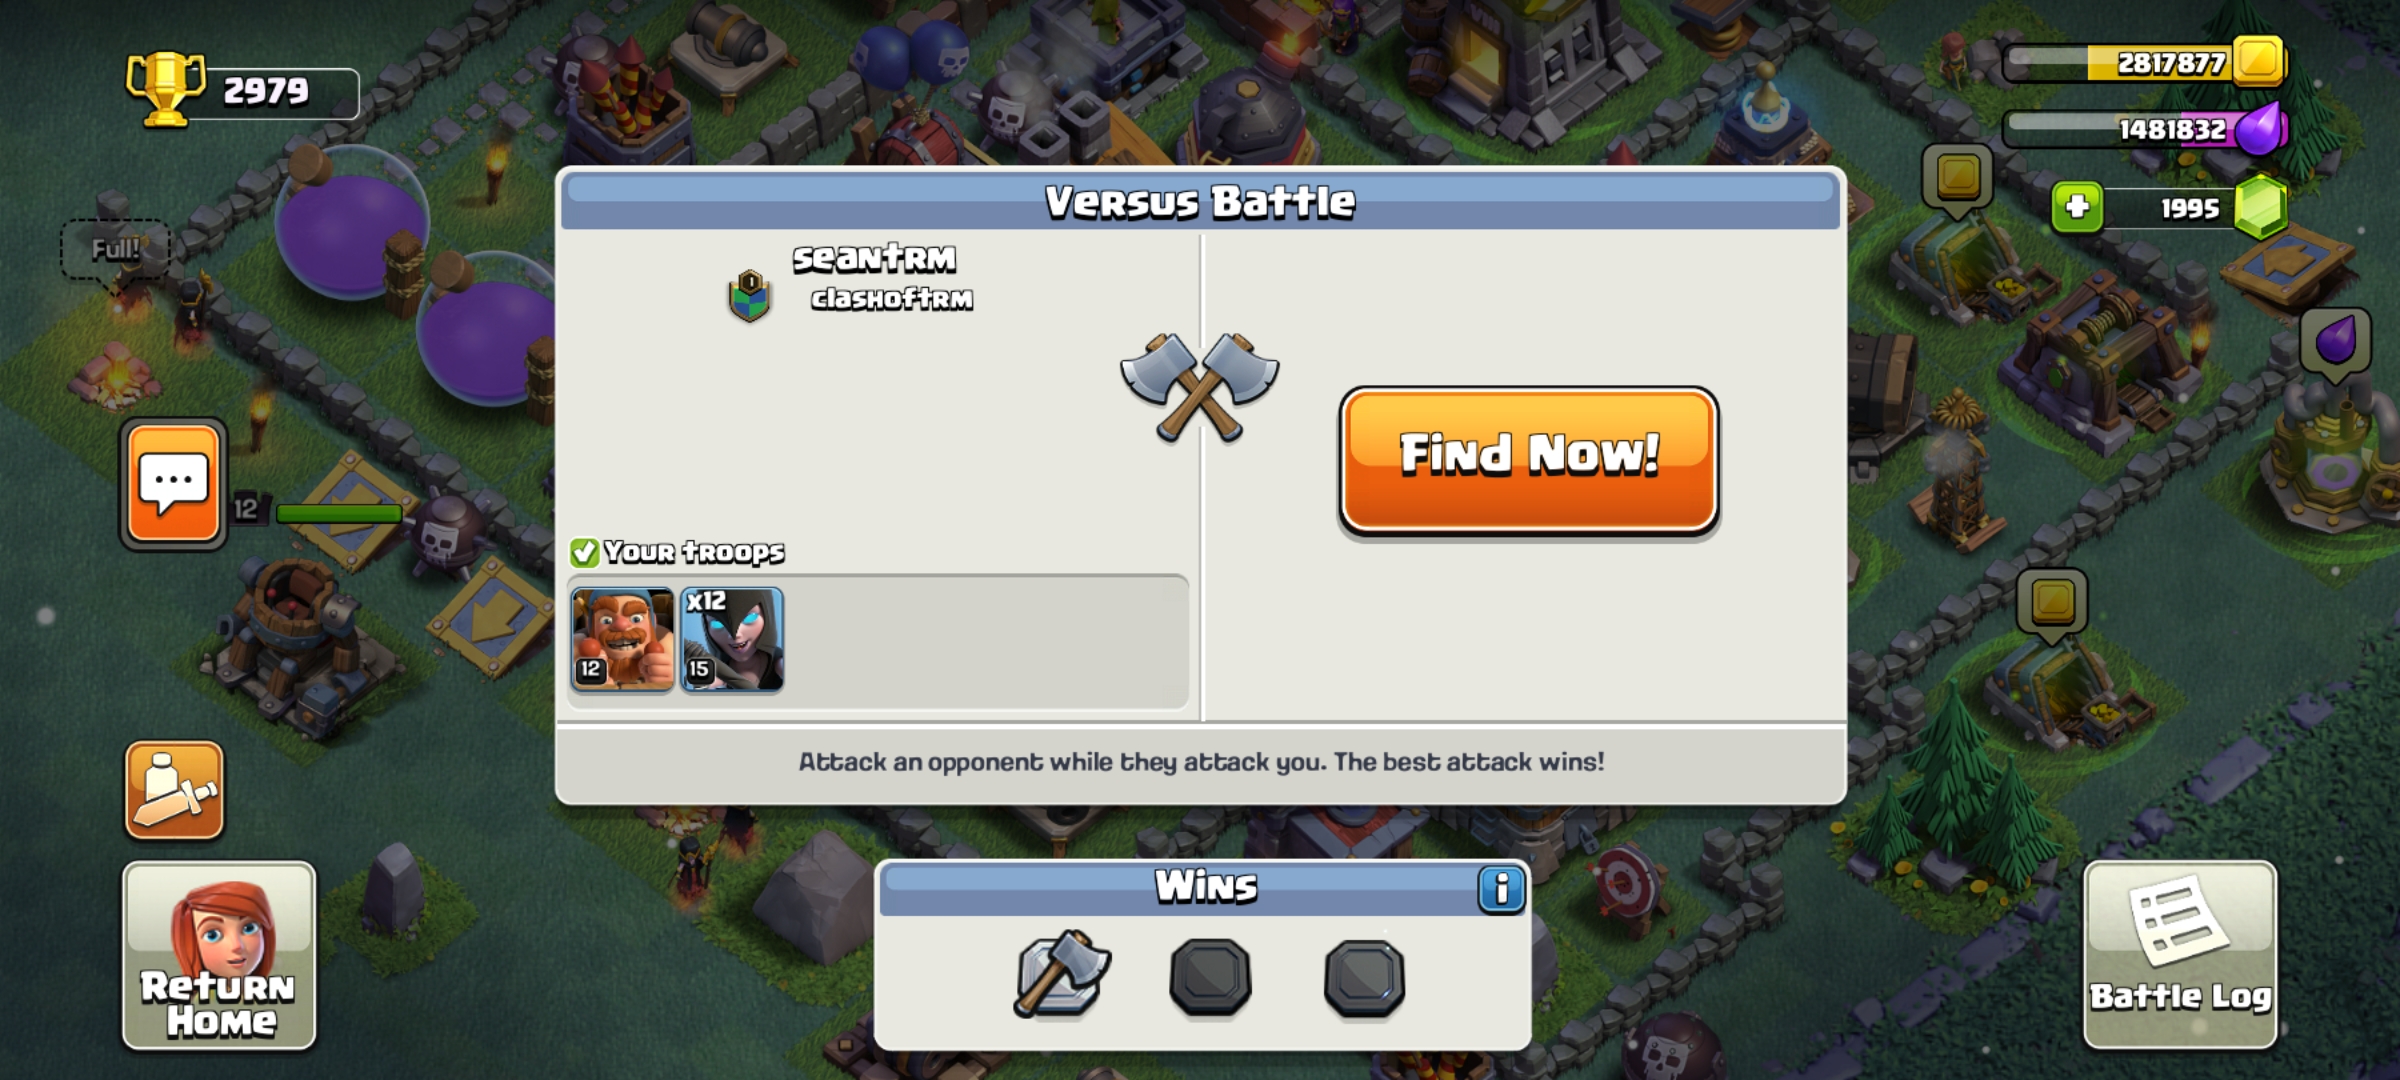 2979
2817877
1481832
1995
Full!
12
Versus Battle
seantrm
1
clashoftrm
Find Now!
Your troops
12
x12
15
Attack an opponent while they attack you. The best attack wins!
Wins
i
Return
Home
Battle Log